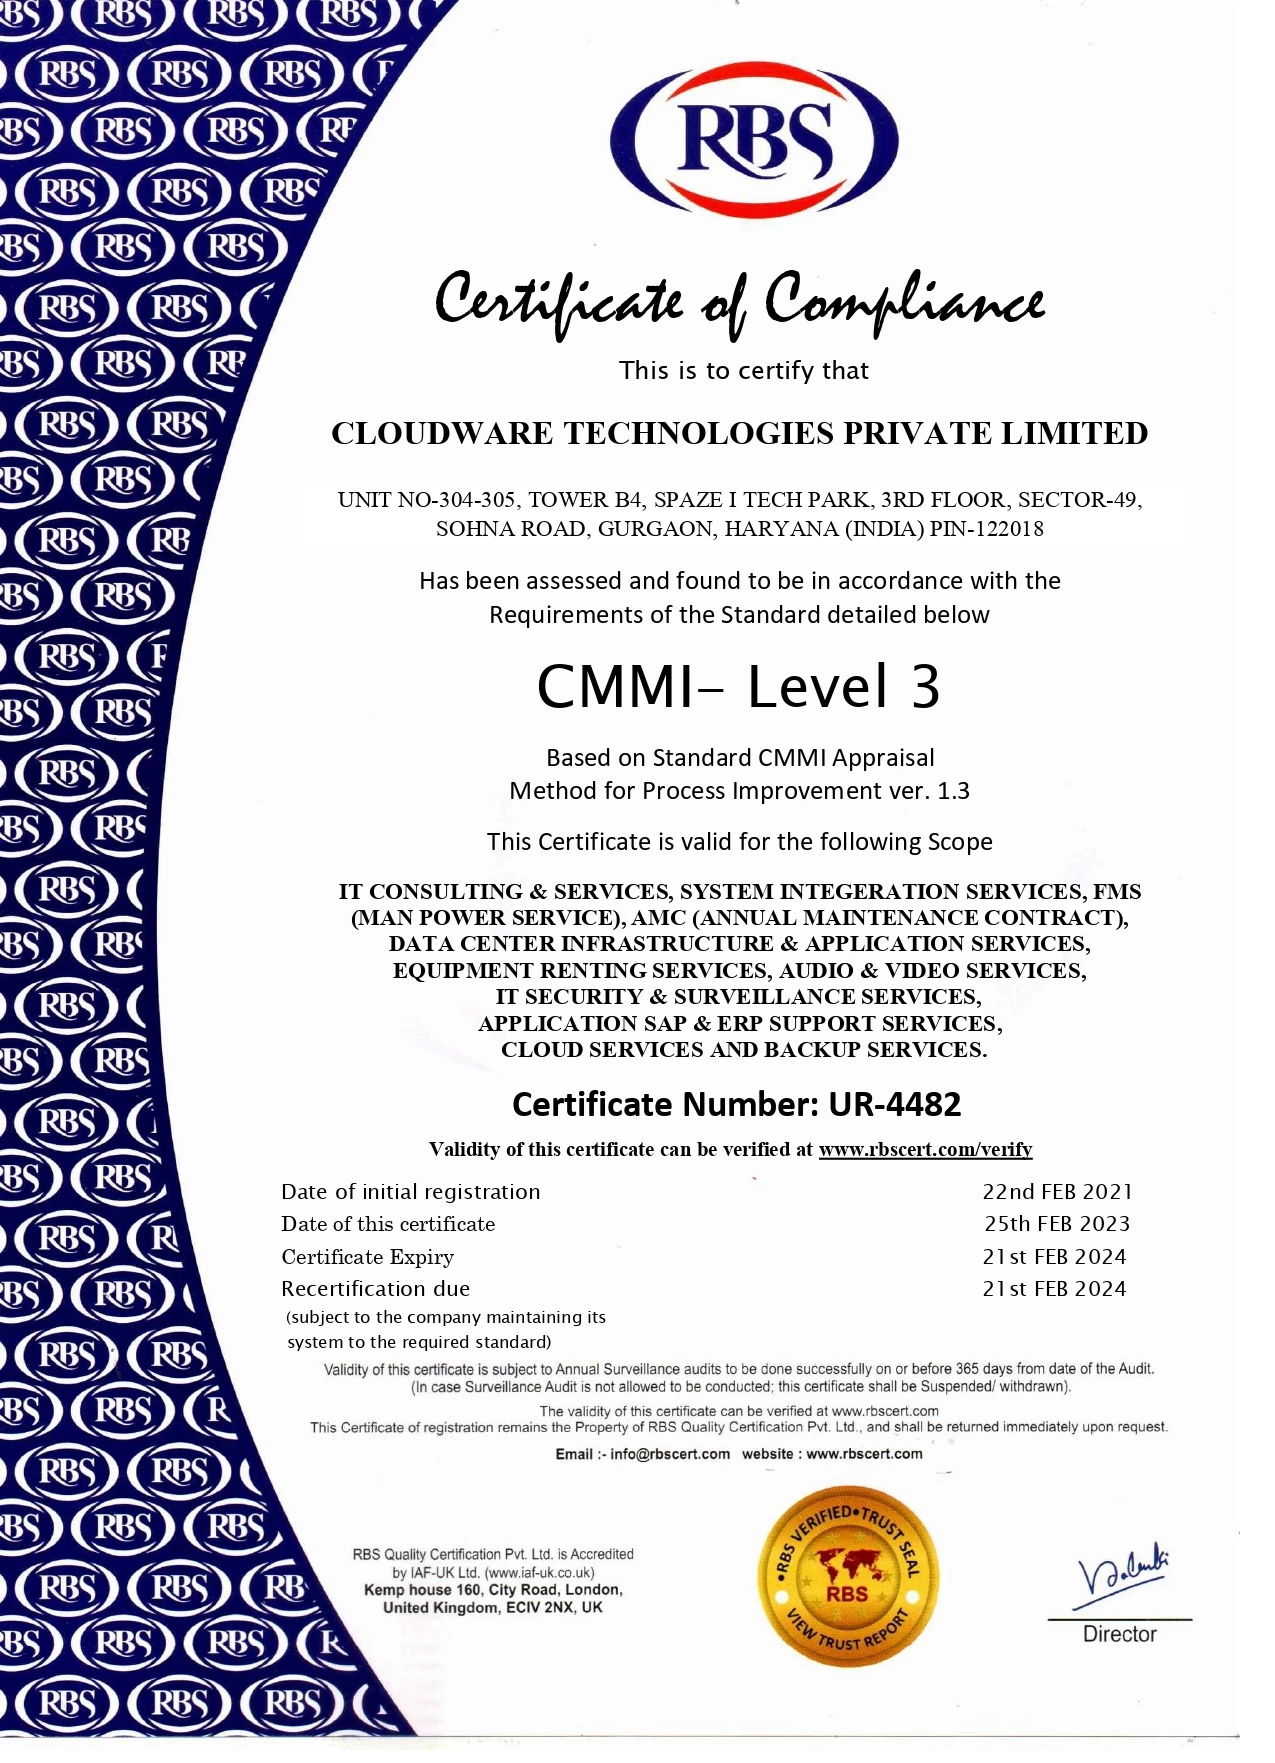 RBS
Certificate of Compliance
This is to certify that
CLOUDWARE TECHNOLOGIES PRIVATE LIMITED
UNIT NO-304-305, TOWER B4, SPAZE I TECH PARK, 3RD FLOOR, SECTOR-49,
SOHNA ROAD, GURGAON, HARYANA (INDIA) PIN-122018
Has been assessed and found to be in accordance with the
Requirements of the Standard detailed below
CMMI– Level 3
Based on Standard CMMI Appraisal
Method for Process Improvement ver. 1.3
This Certificate is valid for the following Scope
IT CONSULTING & SERVICES, SYSTEM INTEGERATION SERVICES, FMS
(MAN POWER SERVICE), AMC (ANNUAL MAINTENANCE CONTRACT),
DATA CENTER INFRASTRUCTURE & APPLICATION SERVICES,
EQUIPMENT RENTING SERVICES, AUDIO & VIDEO SERVICES,
IT SECURITY & SURVEILLANCE SERVICES,
APPLICATION SAP & ERP SUPPORT SERVICES,
CLOUD SERVICES AND BACKUP SERVICES.
Certificate Number: UR-4482
Validity of this certificate can be verified at www.rbscert.com/verify
Date of initial registration 22nd FEB 2021
Date of this certificate 25th FEB 2023
Certificate Expiry 21st FEB 2024
Recertification due 21st FEB 2024
(subject to the company maintaining its
system to the required standard)
Validity of this certificate is subject to Annual Surveillance audits to be done successfully on or before 365 days from date of the Audit.
(In case Surveillance Audit is not allowed to be conducted; this certificate shall be Suspended/ withdrawn).
The validity of this certificate can be verified at www.rbscert.com
This Certificate of registration remains the Property of RBS Quality Certification Pvt. Ltd., and shall be returned immediately upon request.
Email :- info@rbscert.com website : www.rbscert.com
RBS Quality Certification Pvt. Ltd. is Accredited
by IAF-UK Ltd. (www.iaf-uk.co.uk)
Kemp house 160, City Road, London,
United Kingdom, ECIV 2NX, UK
•RBS VERIFIED•TRUST SEAL
RBS
VIEW TRUST REPORT
Director